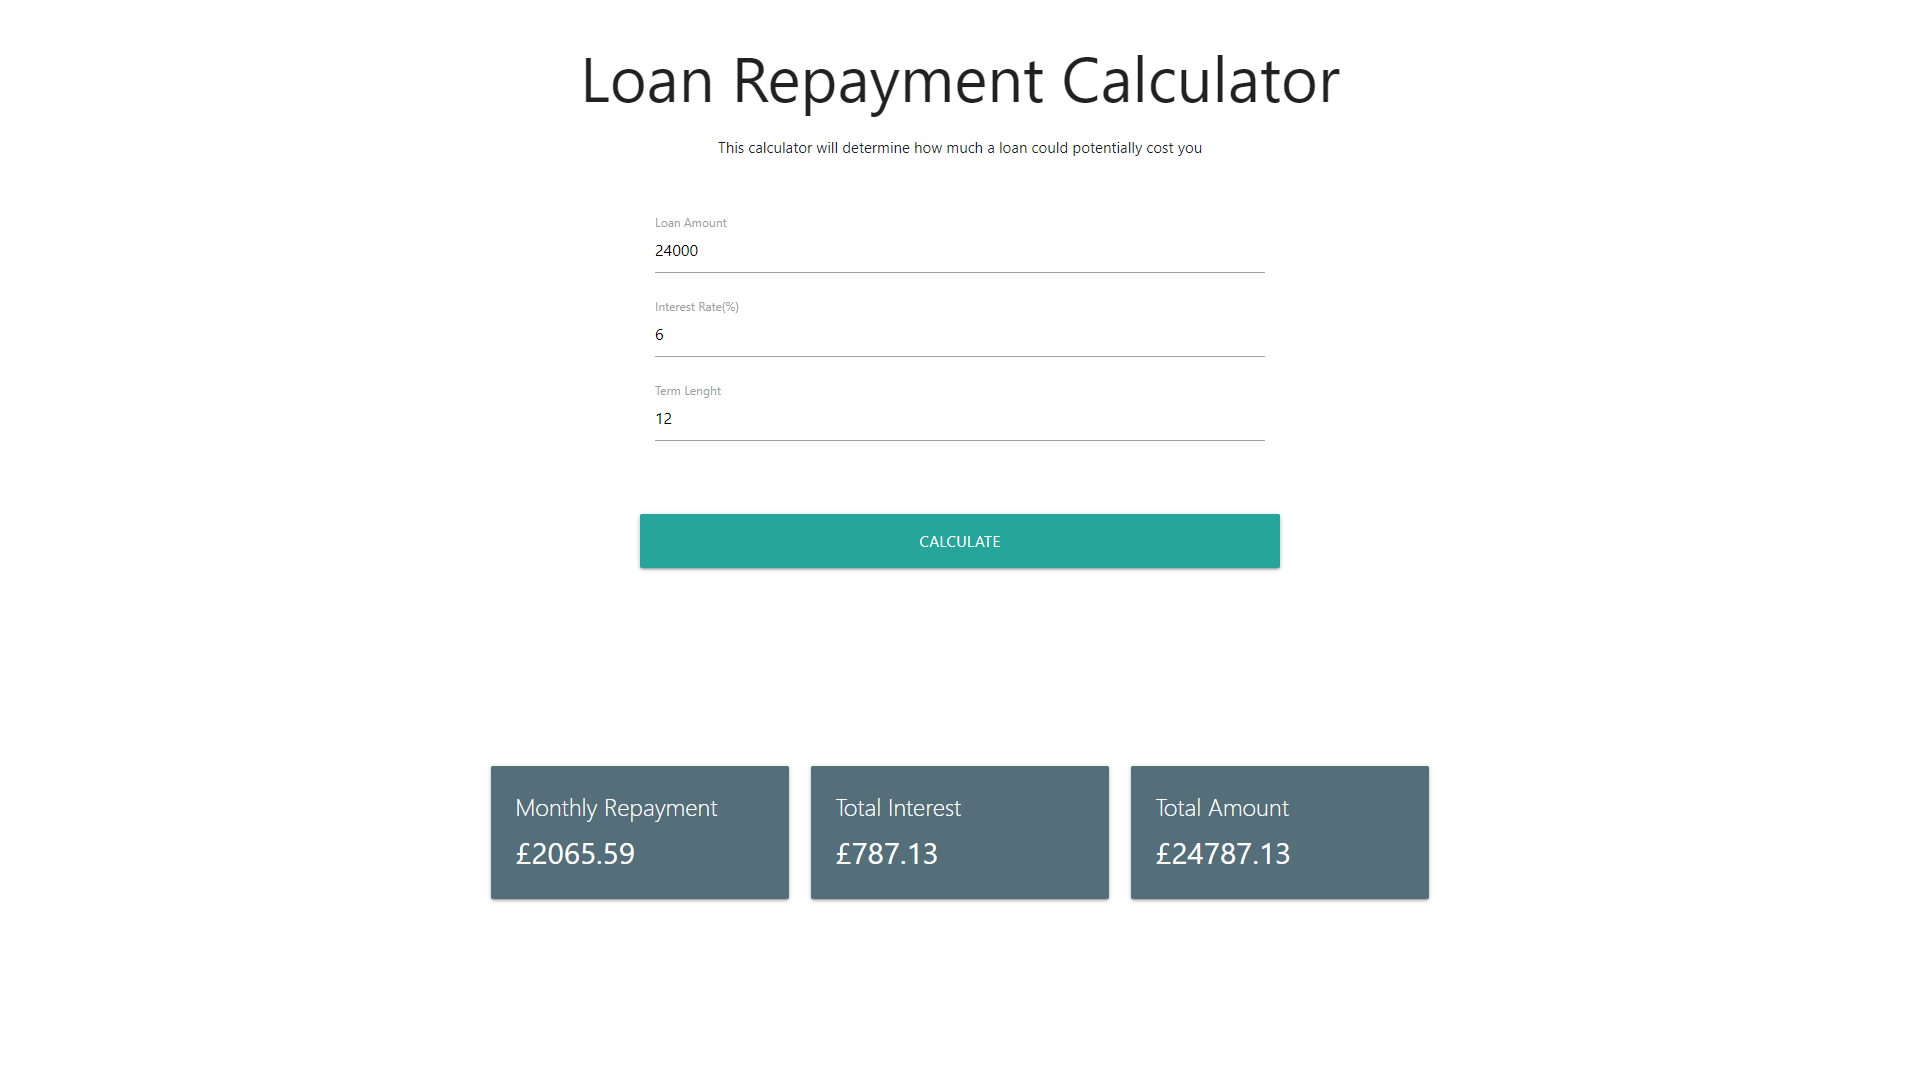 Loan Repayment Calculator
This calculator will determine how much a loan could potentially cost you
Loan Amount
24000
Interest Rate(%)
6
Term Lenght
12
CALCULATE
Monthly Repayment
£2065.59
Total Interest
£787.13
Total Amount
£24787.13